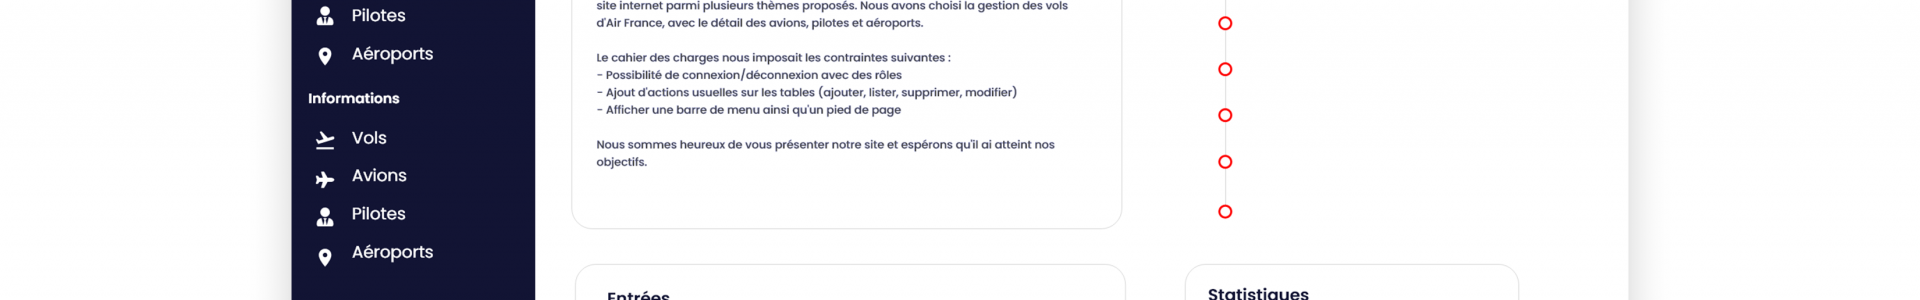 Pilotes
Aéroports
Informations
Vols
Avions
Pilotes
Aéroports
site internet parmi plusieurs thèmes proposés. Nous avons choisi la gestion des vols
d'Air France, avec le détail des avions, pilotes et aéroports.
Le cahier des charges nous imposait les contraintes suivantes :
- Possibilité de connexion/déconnexion avec des rôles
- Ajout d'actions usuelles sur les tables (ajouter, lister, supprimer, modifier)
- Afficher une barre de menu ainsi qu'un pied de page
Nous sommes heureux de vous présenter notre site et espérons qu'il ai atteint nos
objectifs.
Entrées
Statistiques